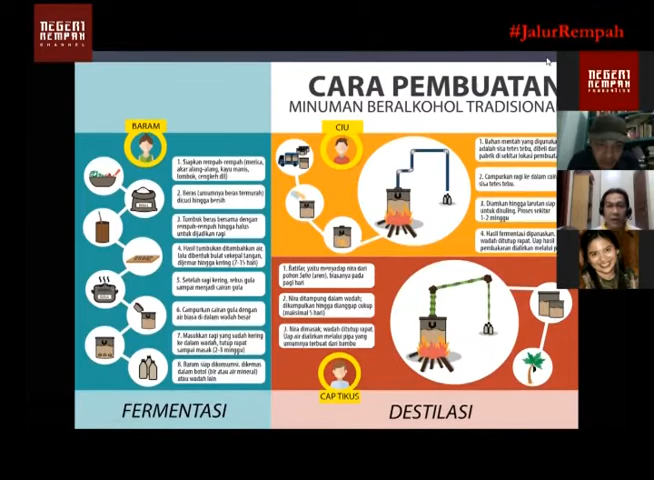 NEGERI
REMPAH
CHANNEL
#JalurRempah
NEGERI
REMPAH
FOUNDATION
CARA PEMBUATAN
MINUMAN BERALKOHOL TRADISIONA
BARAM
1. Siapkan rempah-rempah (merica,
akar alang-alang, kayu manis,
lombok, cengkeh dll)
2. Beras (umumnya beras termurah)
dicuci hingga bersih
3. Tumbuk beras bersama dengan
rempah-rempah hingga halus
untuk dijadikan ragi
4. Hasil tumbukan ditambahkan air
lalu dibentuk bulat sekepal tangan,
dijemur hingga kering (7-15 hari)
5. Setelah ragi kering, rebus gula
sampai menjadi cairan gula
6. Campurkan cairan gula dengan
air biasa di dalam wadah besar
7. Masukkan ragi yang sudah kering
ke dalam wadah, tutup rapat
sampai masak (2-3 minggu)
8. Baram siap dikonsumsi, dikemas
dalam botol (bir atau air mineral)
atau wadah lain
FERMENTASI
CIU
1. Bahan mentah yang digunaka
adalah sisa tetes tebu, dibeli dari
pabrik di sekitar lokasi pembuata
2. Campurkan ragi ke dalam cair
sisa tetes tebu.
3. Diamkan hingga larutan siap
untuk disuling. Proses sekitar
1-2 minggu
4. Hasil fermentasi dipanaskan,
wadah ditutup rapat. Uap hasil
pembakaran dialirkan melalui p
1. Batifar, yaitu menyadap nira dari
pohon Seho (aren), biasanya pada
pagi hari
2. Nira ditampung dalam wadah;
dikumpulkan hingga dianggap cukup
(maksimal 5 hari)
3. Nira dimasak, wadah ditutup rapat.
Uap air dialirkan melalui pipa yang
umumnya terbuat dari bambu
CAP TIKUS
DESTILASI